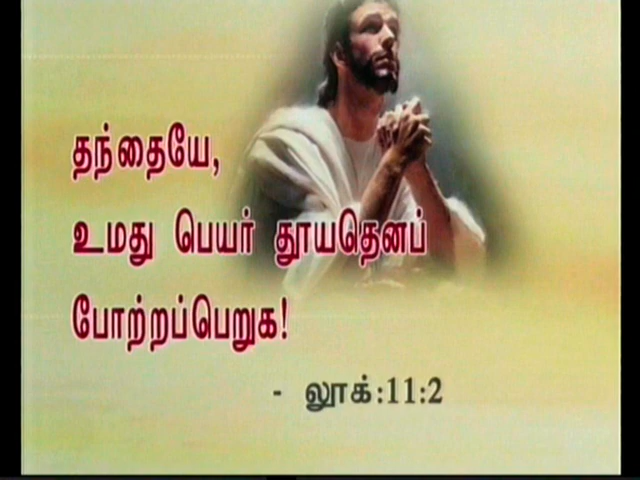 தந்தையே,
உமது பெயர் தூயதெனப்
போற்றப்பெறுக!
- லூக்:11:2